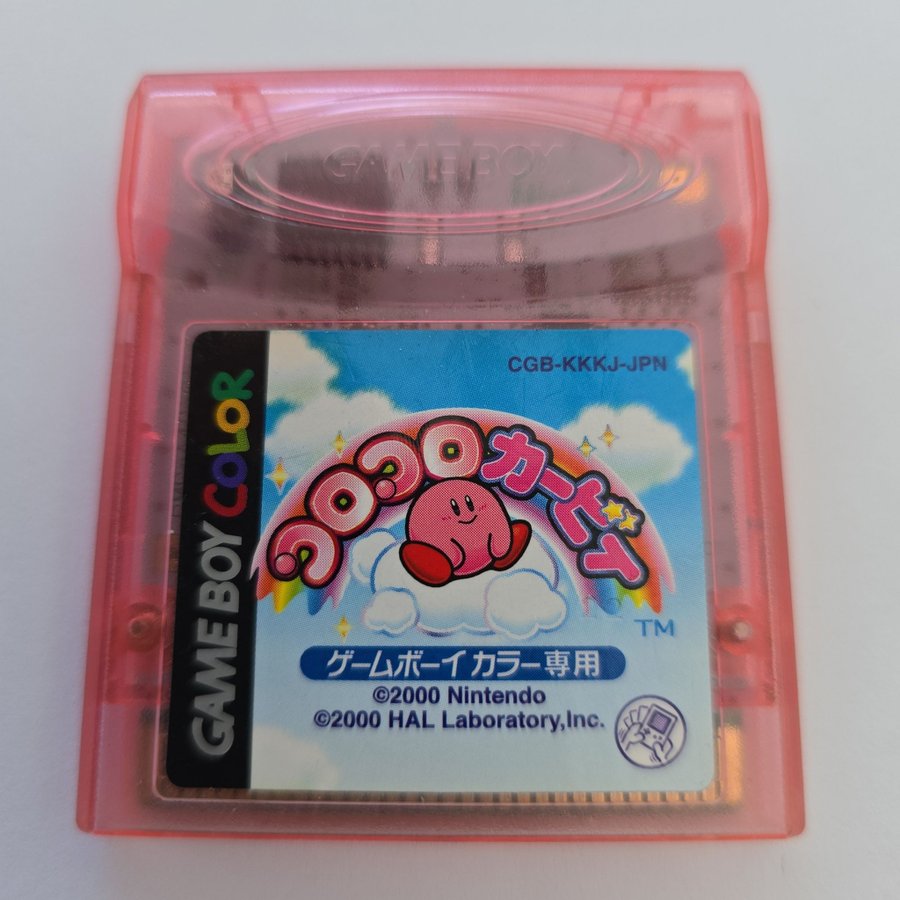 GAME BOY
GAME BOY COLOR
CGB-KKKJ-JPN
コロコロカービィ
TM
ゲームボーイカラー専用
©2000 Nintendo
©2000 HAL Laboratory,Inc.